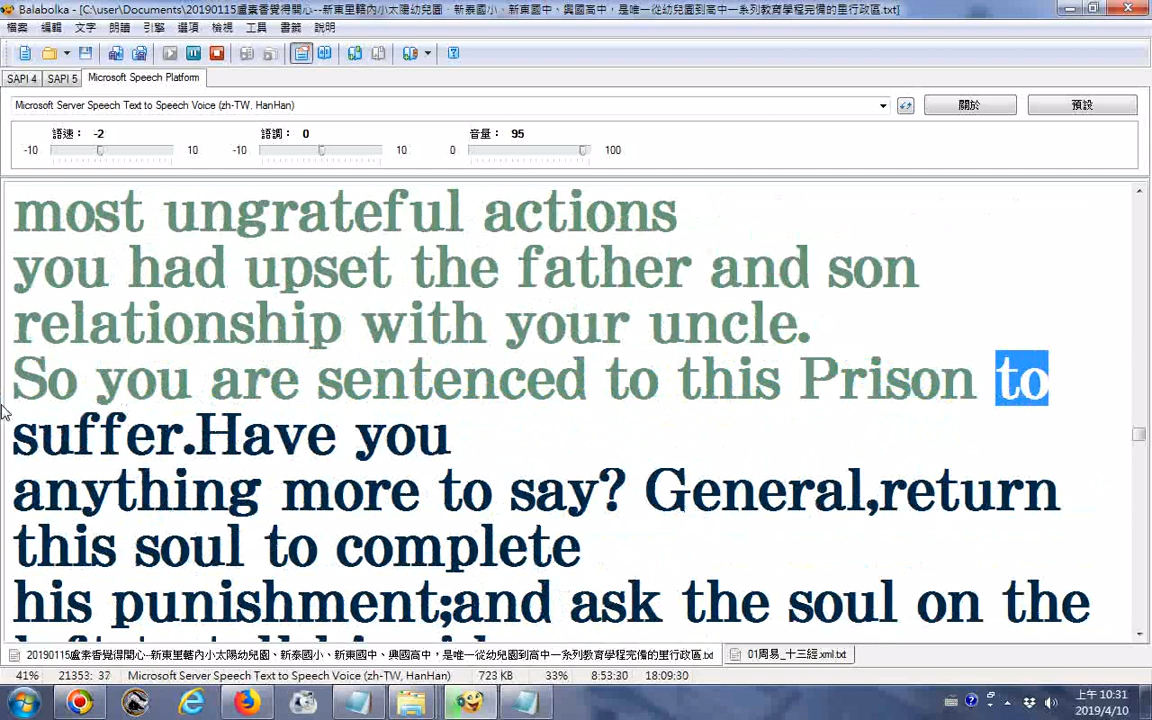 Balabolka - [C:\user\Documents\20190115盧素香覺得開心--新東里轄內小太陽幼兒園、新泰國小、新東國中、興國高中，是唯一從幼兒園到高中一系列教育學程完備的里行政區.txt]
檔案 編輯 文字 朗讀 引擎 選項 檢視 工具 書籤 說明
SAPI 4 SAPI 5 Microsoft Speech Platform
Microsoft Server Speech Text to Speech Voice (zh-TW, HanHan) 關於 預設
語速： -2 語調： 0 音量： 95
-10 10 -10 10 0 100
most ungrateful actions
you had upset the father and son
relationship with your uncle.
So you are sentenced to this Prison to
suffer.Have you
anything more to say? General,return
this soul to complete
his punishment;and ask the soul on the
20190115盧素香覺得開心--新東里轄內小太陽幼兒園、新泰國小、新東國中、興國高中，是唯一從幼兒園到高中一系列教育學程完備的里行政區.txt 01周易_十三經.xml.txt
41% 21353: 37 Microsoft Server Speech Text to Speech Voice (zh-TW, HanHan) 723 KB 33% 8:53:30 18:09:30
上午 10:31
2019/4/10